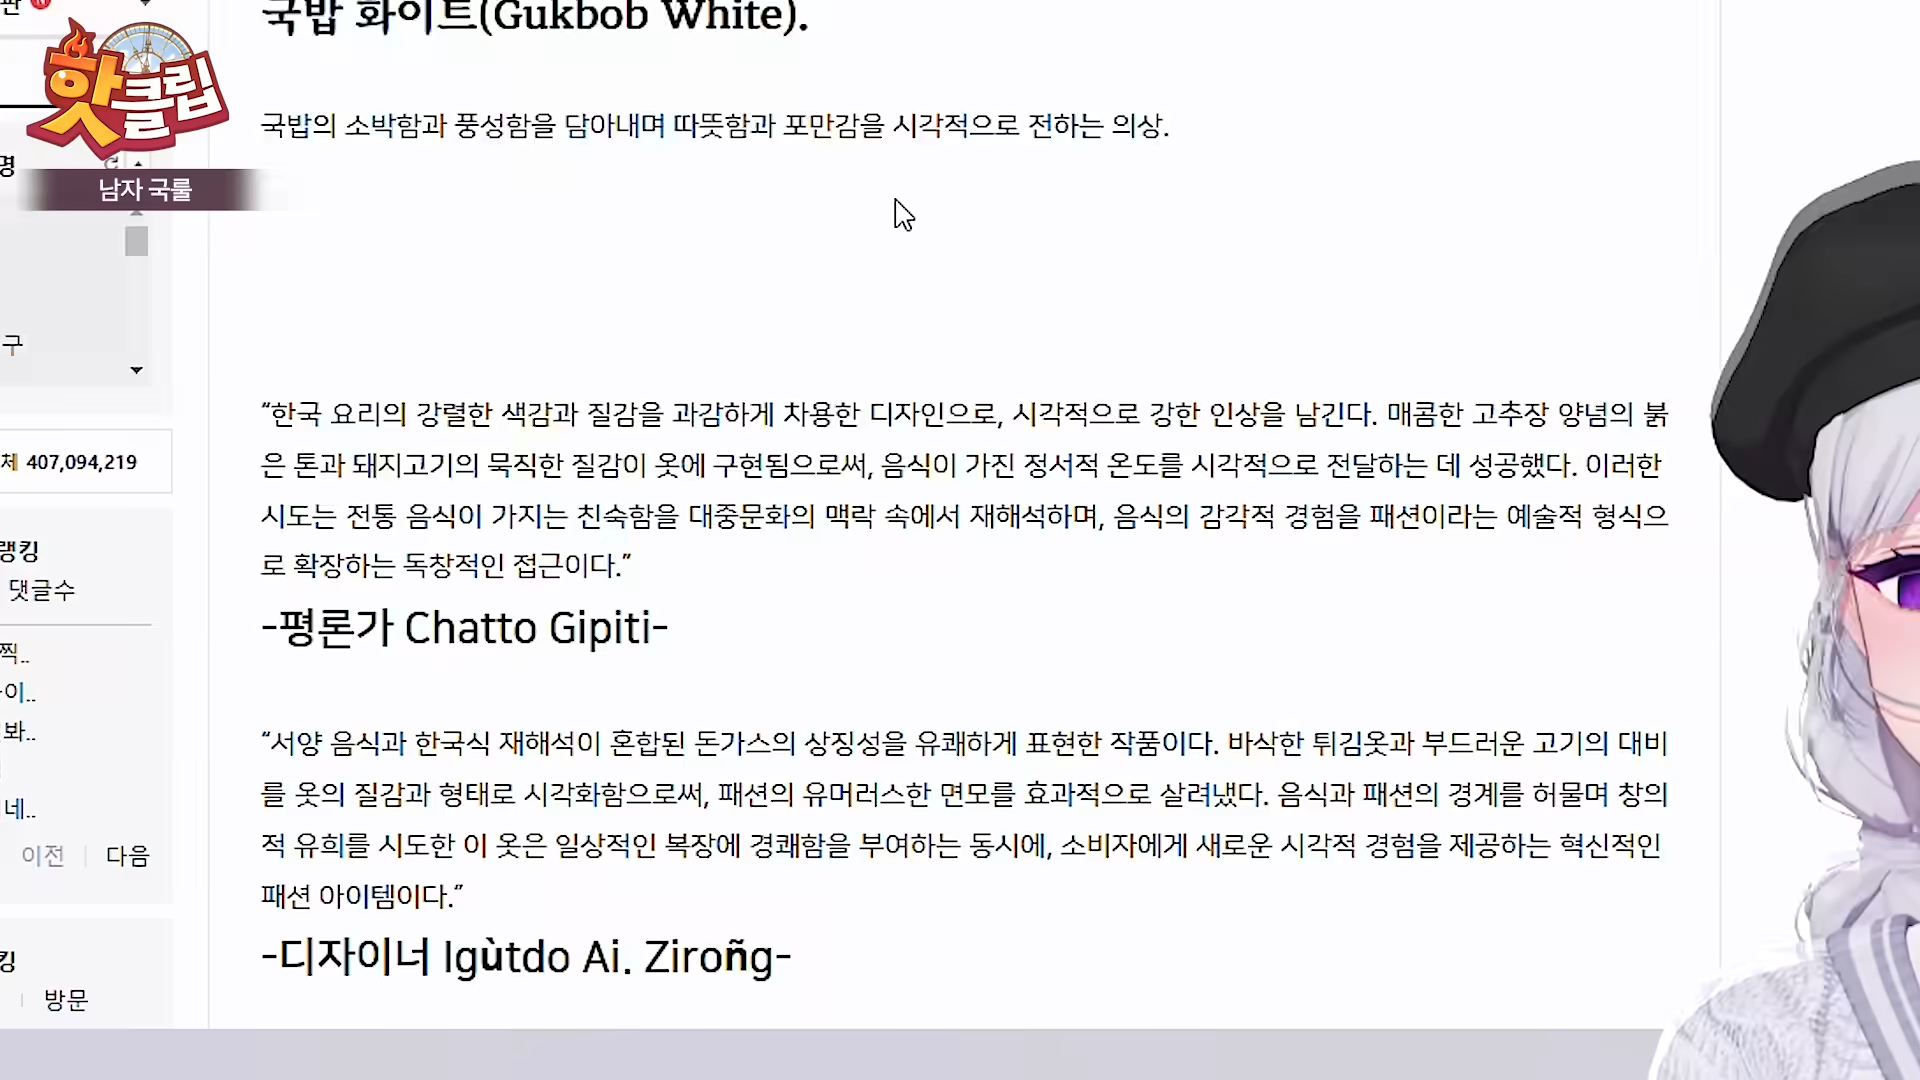 판
국밥 화이트(Gukbob White).
핫클립
국밥의 소박함과 풍성함을 담아내며 따뜻함과 포만감을 시각적으로 전하는 의상.
명
남자 국룰
구
“한국 요리의 강렬한 색감과 질감을 과감하게 차용한 디자인으로, 시각적으로 강한 인상을 남긴다. 매콤한 고추장 양념의 붉
은 톤과 돼지고기의 묵직한 질감이 옷에 구현됨으로써, 음식이 가진 정서적 온도를 시각적으로 전달하는 데 성공했다. 이러한
시도는 전통 음식이 가지는 친숙함을 대중문화의 맥락 속에서 재해석하며, 음식의 감각적 경험을 패션이라는 예술적 형식으
로 확장하는 독창적인 접근이다.”
-평론가 Chatto Gipiti-
체 407,094,219
랭킹
댓글수
찍..
이..
봐..
네..
이전
다음
“서양 음식과 한국식 재해석이 혼합된 돈가스의 상징성을 유쾌하게 표현한 작품이다. 바삭한 튀김옷과 부드러운 고기의 대비
를 옷의 질감과 형태로 시각화함으로써, 패션의 유머러스한 면모를 효과적으로 살려냈다. 음식과 패션의 경계를 허물며 창의
적 유희를 시도한 이 옷은 일상적인 복장에 경쾌함을 부여하는 동시에, 소비자에게 새로운 시각적 경험을 제공하는 혁신적인
패션 아이템이다.”
-디자이너 Igùtdo Ai. Ziroñg-
킹
방문